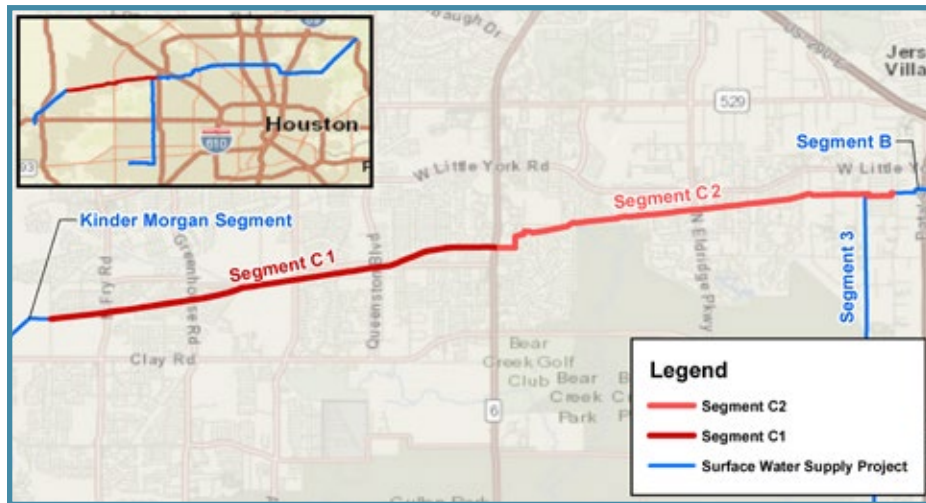 Houston
610
529
Jers
Villa
Segment B
W Little York Rd
W Little Yo
Segment C 2
Kinder Morgan Segment
Segment C 1
Fry Rd
Greenhouse Rd
Queenston Blvd
N Eldridge Pkwy
Segment 3
Clay Rd
Bear
Creek Golf
Club
Bear
Creek
Park
6
Legend
Segment C2
Segment C1
Surface Water Supply Project